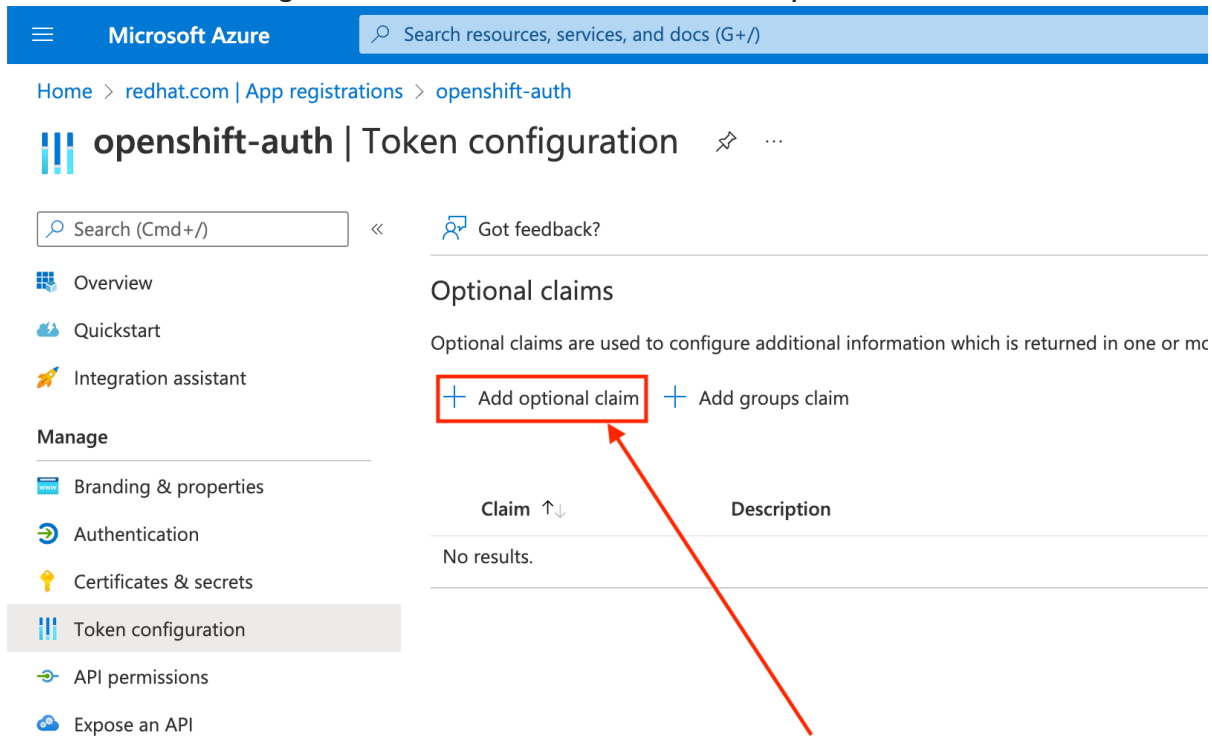 Microsoft Azure
Search resources, services, and docs (G+/)
Home > redhat.com | App registrations > openshift-auth
openshift-auth | Token configuration
Search (Cmd+/)
Got feedback?
Overview
Quickstart
Integration assistant
Manage
Branding & properties
Authentication
Certificates & secrets
Token configuration
API permissions
Expose an API
Optional claims
Optional claims are used to configure additional information which is returned in one or
Add optional claim
Add groups claim
Claim ↑↓
Description
No results.